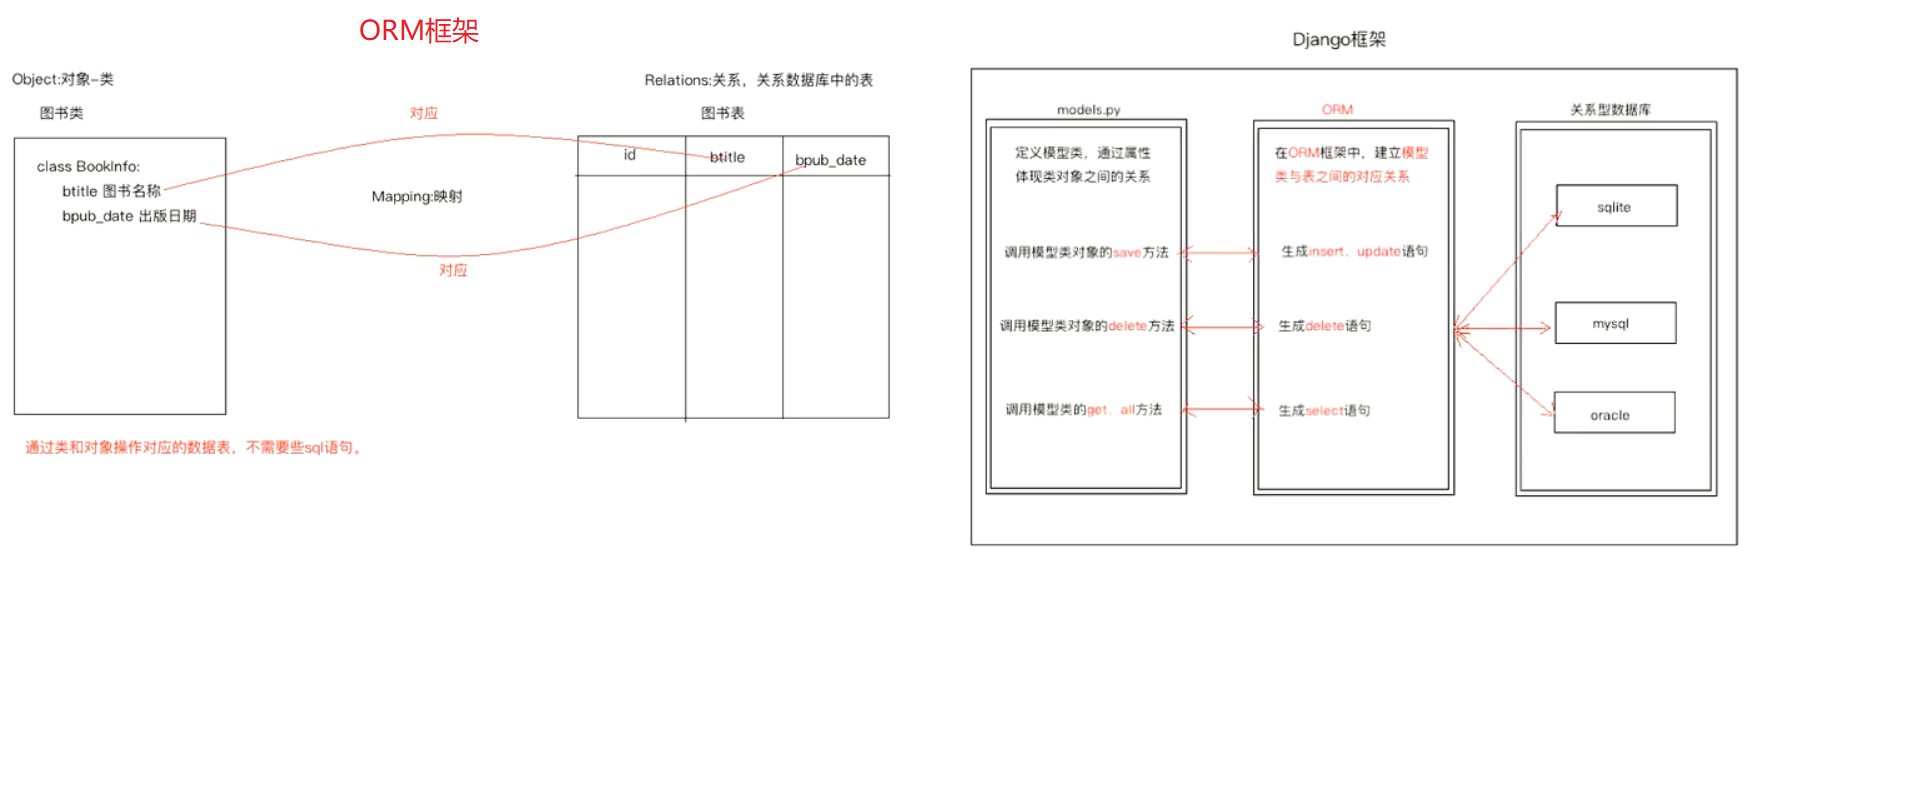 ORM框架
Object:对象-类
Relations:关系，关系数据库中的表
图书类
对应
图书表
class BookInfo:
btitle 图书名称
bpub_date 出版日期
Mapping:映射
id
btitle
bpub_date
对应
通过类和对象操作对应的数据表，不需要些sql语句。
Django框架
models.py
ORM
关系型数据库
定义模型类，通过属性
体现类对象之间的关系
调用模型类对象的save方法
调用模型类对象的delete方法
调用模型类的get、all方法
在ORM框架中，建立模型
类与表之间的对应关系
生成insert、update语句
生成delete语句
生成select语句
sqlite
mysql
oracle